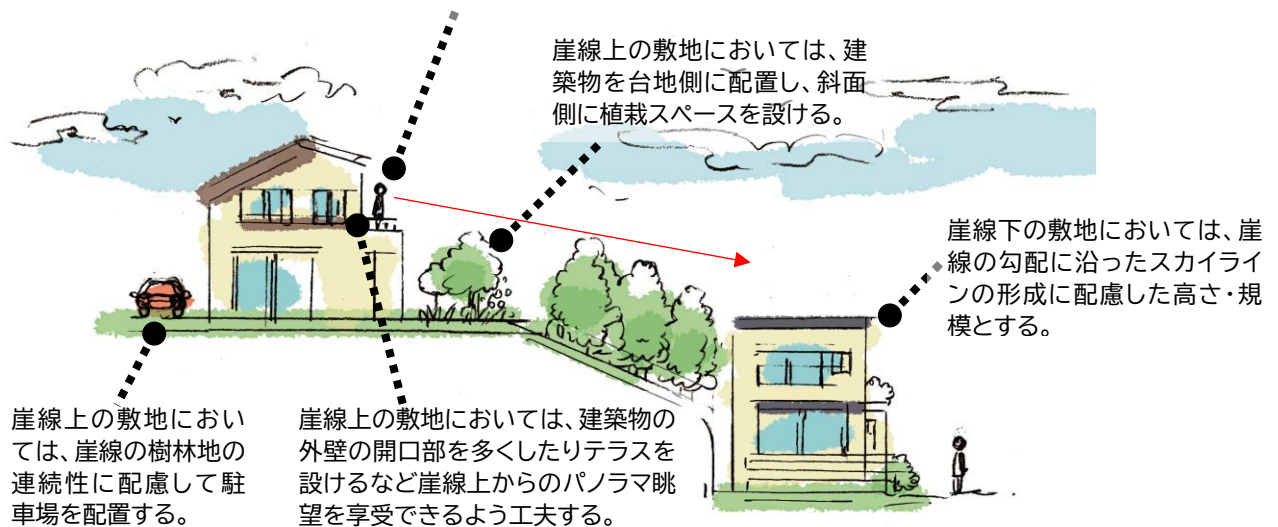 崖線上の敷地においては、建
築物を台地側に配置し、斜面
側に植栽スペースを設ける。
崖線下の敷地においては、崖
線の勾配に沿ったスカイライ
ンの形成に配慮した高さ・規
模とする。
崖線上の敷地におい
ては、崖線の樹林地の
連続性に配慮して駐
車場を配置する。
崖線上の敷地においては、建築物の
外壁の開口部を多くしたりテラスを
設けるなど崖線上からのパノラマ眺
望を享受できるよう工夫する。